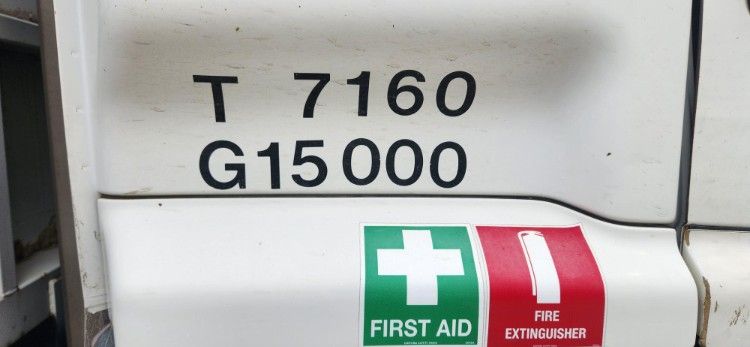 T 7160
G15000
FIRST AID
FIRE
EXTINGUISHER